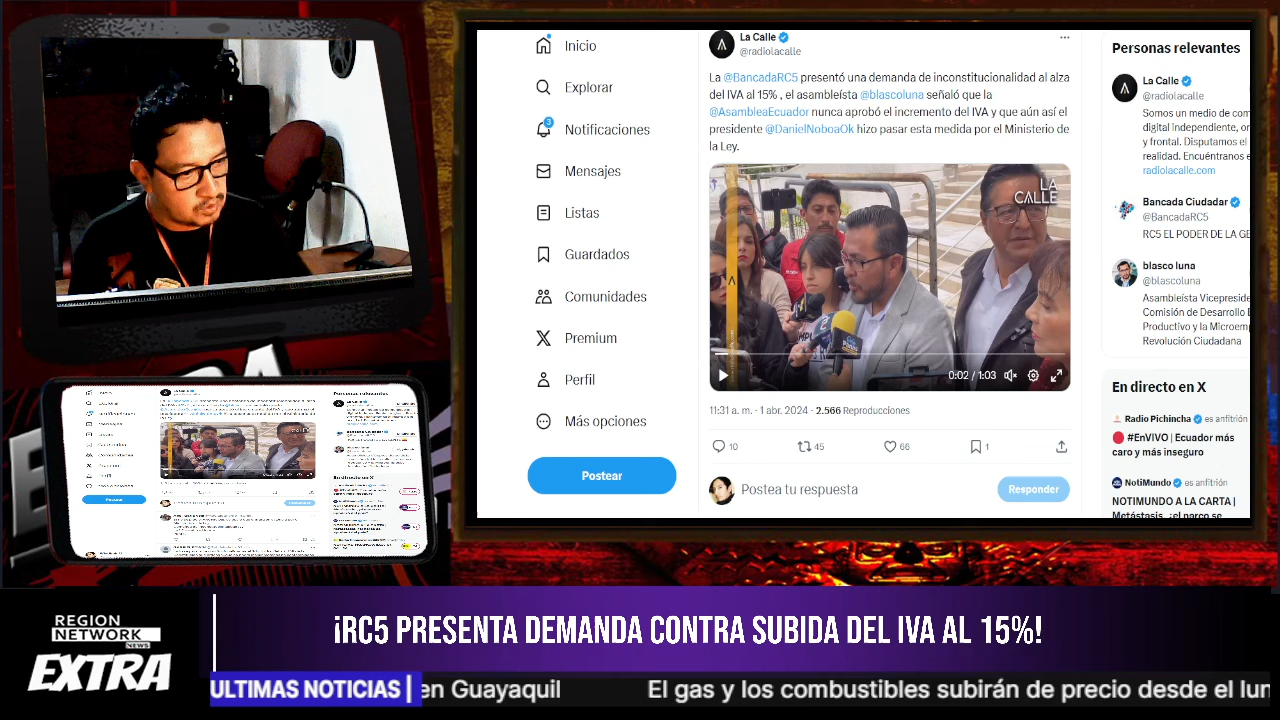 Inicio
Explorar
3
Notificaciones
Mensajes
Listas
Guardados
Comunidades
Premium
Perfil
Más opciones
Postear
La Calle
@radiolacalle
La @BancadaRC5 presentó una demanda de inconstitucionalidad al alza
del IVA al 15% , el asambleísta @blascoluna señaló que la
@AsambleaEcuador nunca aprobó el incremento del IVA y que aún así el
presidente @DanielNoboaOk hizo pasar esta medida por el Ministerio de
la Ley.
LA
CALLE
0:02 / 1:03
11:31 a. m. · 1 abr. 2024 · 2.566 Reproducciones
10
45
66
1
Postea tu respuesta
Responder
Personas relevantes
La Calle
@radiolacalle
Somos un medio de com
digital Independiente, or
y frontal. Disputamos el
realidad. Encuéntranos e
radiolacalle.com
Bancada Ciudadar
@BancadaRC5
RC5 EL PODER DE LA GE
blasco luna
@blascoluna
Asambleísta Vicepreside
Comisión de Desarrollo E
Productivo y la Microemp
Revolución Ciudadana
En directo en X
Radio Pichincha es anfitrión
#EnVIVO | Ecuador más
caro y más inseguro
NotiMundo es anfitrión
NOTIMUNDO A LA CARTA |
Metástasis, ¿el narco se
REGION
NETWORK
NEWS
EXTRA
¡RC5 PRESENTA DEMANDA CONTRA SUBIDA DEL IVA AL 15%!
ULTIMAS NOTICIAS | en Guayaquil El gas y los combustibles subirán de precio desde el lun